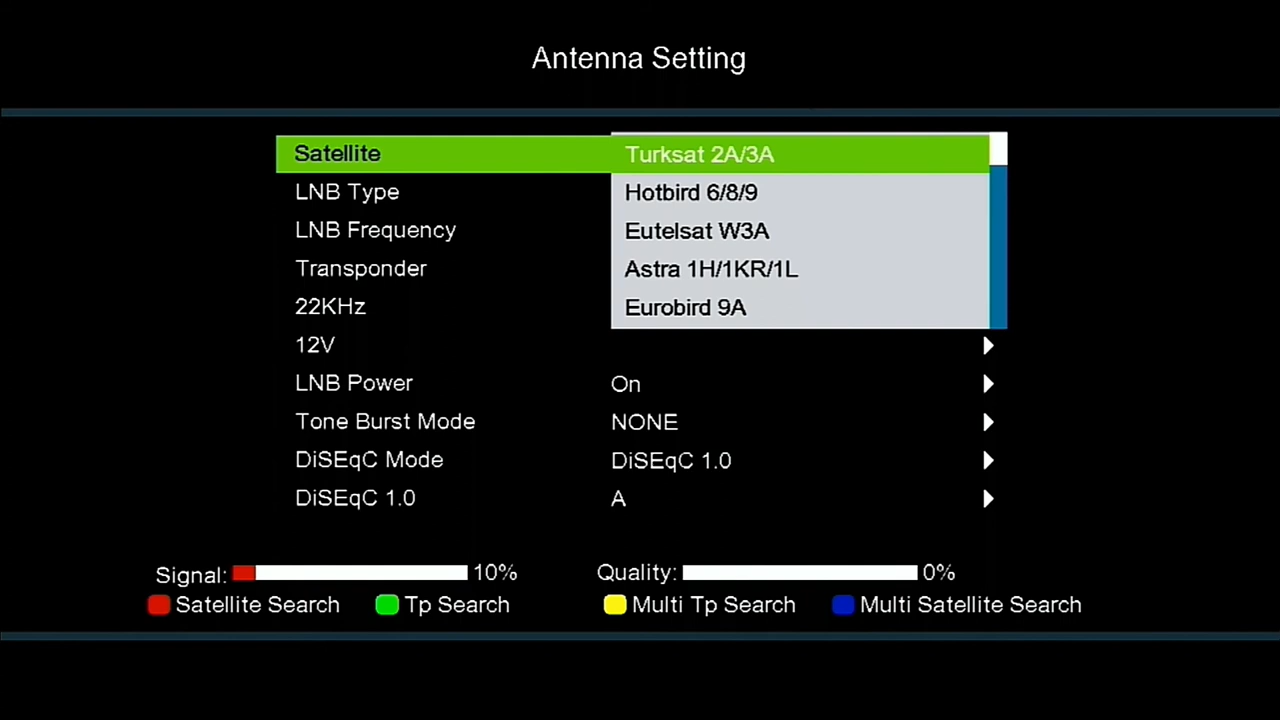 Antenna Setting
Satellite Turksat 2A/3A
LNB Type Hotbird 6/8/9
LNB Frequency Eutelsat W3A
Transponder Astra 1H/1KR/1L
22KHz Eurobird 9A
12V
LNB Power On
Tone Burst Mode NONE
DiSEqC Mode DiSEqC 1.0
DiSEqC 1.0 A
Signal: 10% Quality: 0%
Satellite Search Tp Search Multi Tp Search Multi Satellite Search